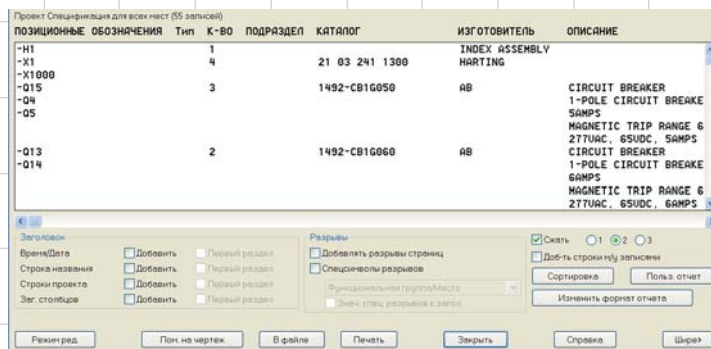 Проект Спецификация для всех мест (55 записей)
ПОЗИЦИОННЫЕ ОБОЗНАЧЕНИЯ Тип К-ВО ПОДРАЗДЕЛ КАТАЛОГ ИЗГОТОВИТЕЛЬ ОПИСАНИЕ
-H1 1 INDEX ASSEMBLY
-X1 4 21 03 241 1300 HARTING
-X1000
-Q15 3 1492-CB1G050 AB CIRCUIT BREAKER
-Q4 1-POLE CIRCUIT BREAKE
-Q5 5AMPS
MAGNETIC TRIP RANGE 6
277VAC, 65VDC, 5AMPS
-Q13 2 1492-CB1G060 AB CIRCUIT BREAKER
-Q14 1-POLE CIRCUIT BREAKE
6AMPS
MAGNETIC TRIP RANGE 6
277VAC, 65VDC, 6AMPS
Заголовок
Время/Дата Добавить Первый раздел
Строка названия Добавить Первый раздел
Строки проекта Добавить Первый раздел
Заг. столбцов Добавить Первый раздел
Разрывы
Добавлять разрывы страниц
Спецсимволы разрывов
Функциональная группа/Место
Знач. спец. разрывов к загол.
Сжать 1 2 3
Доб-ть строки м/у записями
Сортировка Польз. отчет
Изменить формат отчета
Режим ред. Пом. на чертеж В файле Печать Закрыть Справка Шире>